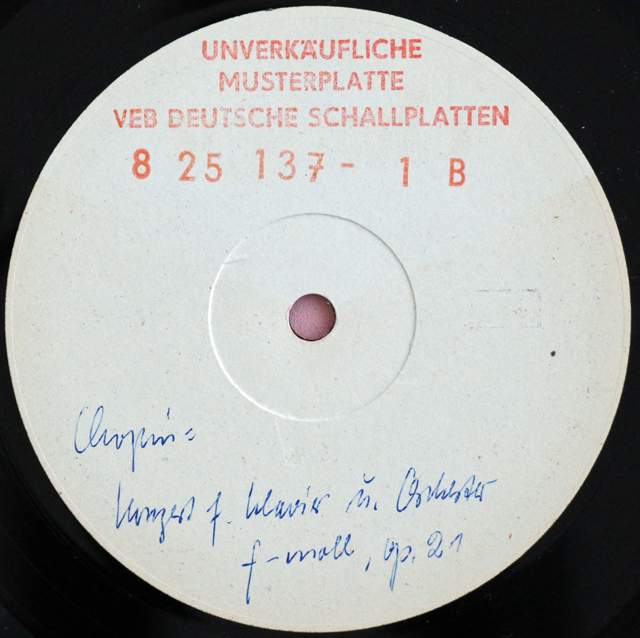 UNVERKÄUFLICHE
MUSTERPLATTE
VEB DEUTSCHE SCHALLPLATTEN
8 25 137- 1 B
Chopin:
Konzert f. Klavier u. Orchester
f-moll, op. 21